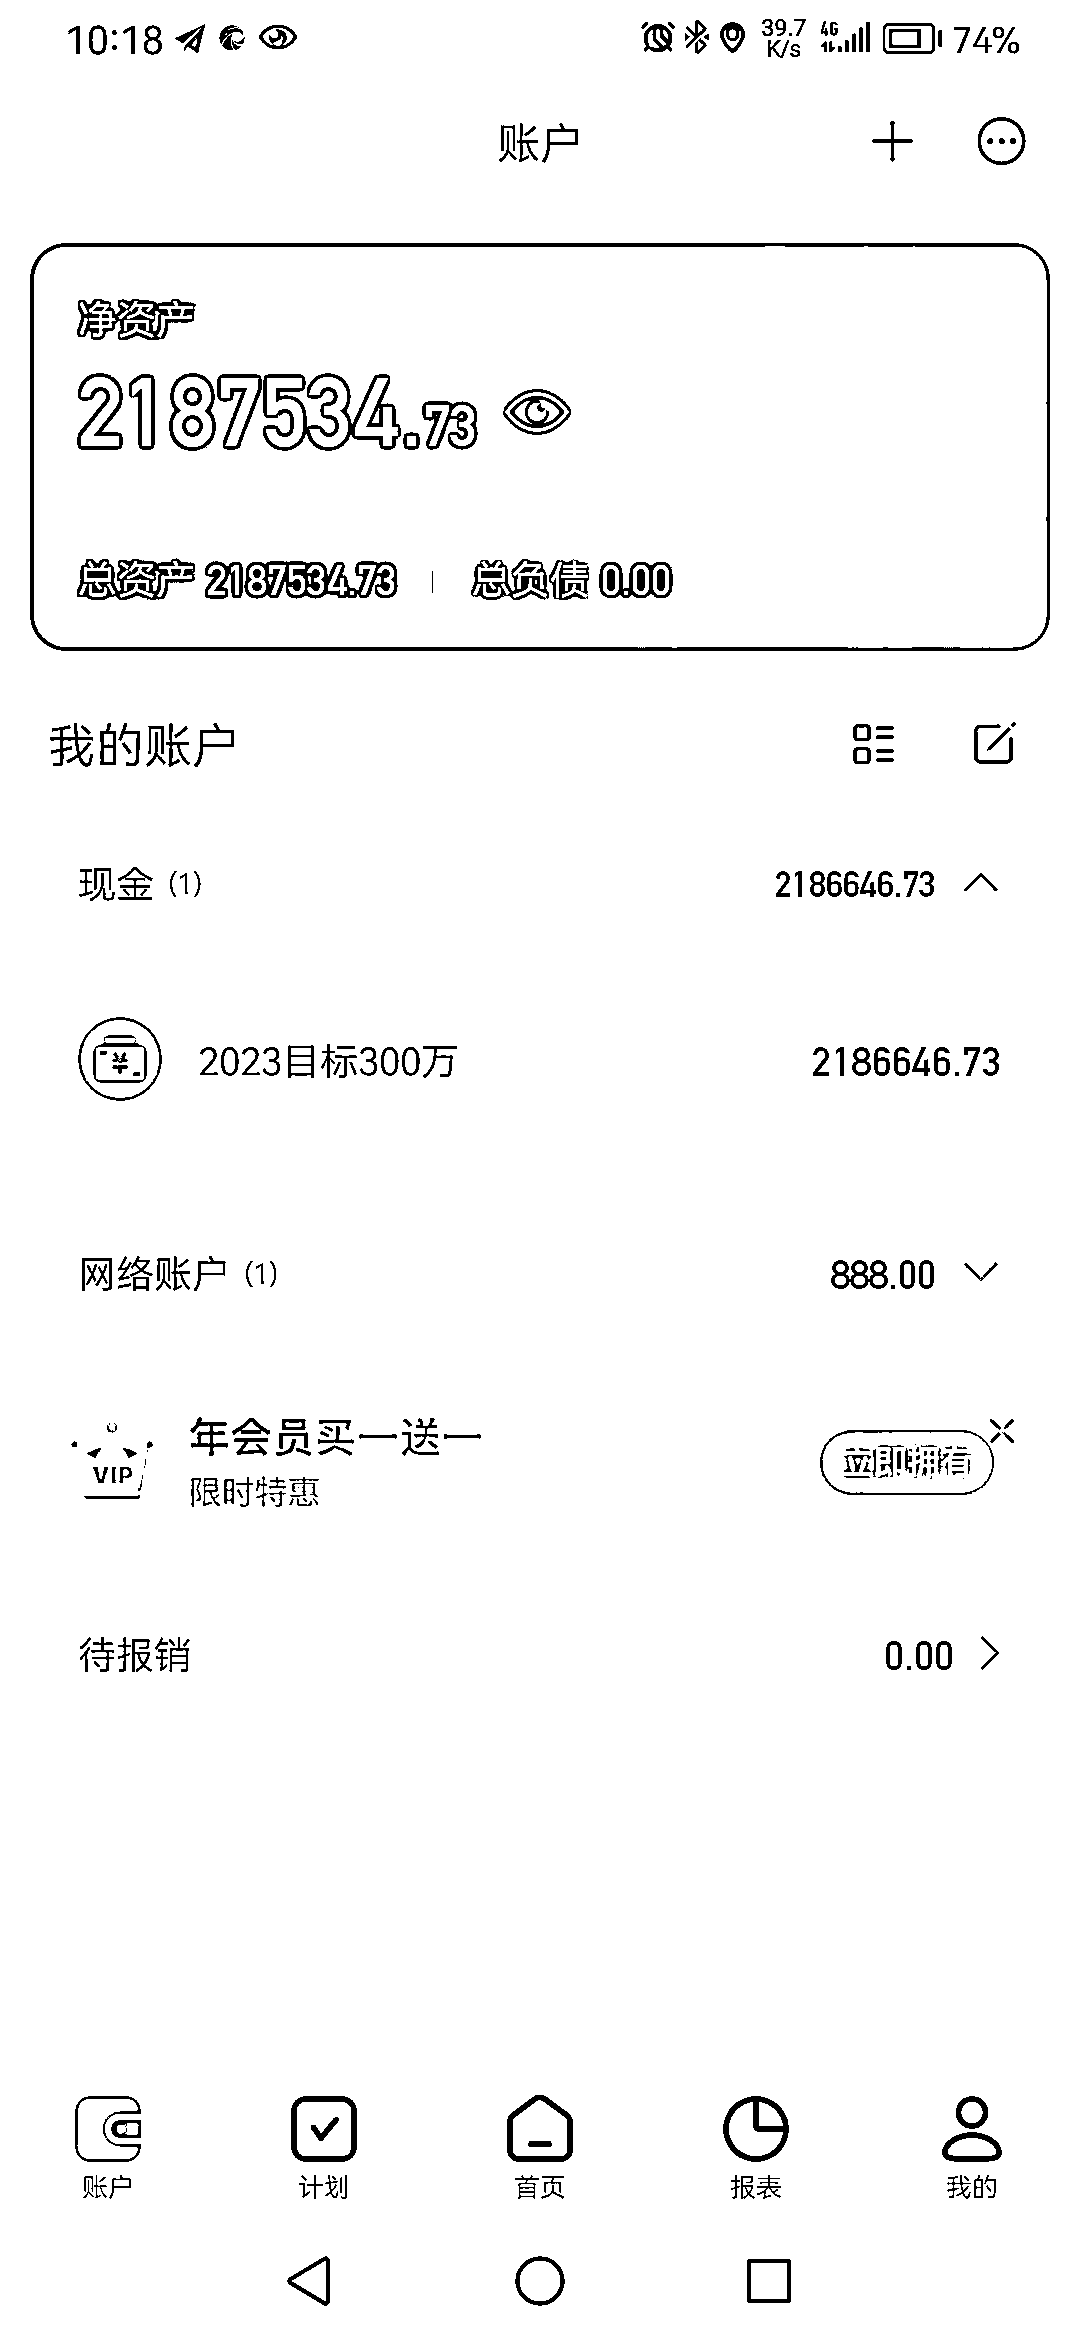 10:18 39.7 K/s 4G 74%
账户
净资产
2187534.73
总资产 2187534.73 总负债 0.00
我的账户
现金 (1) 2186646.73
2023目标300万 2186646.73
网络账户 (1) 888.00
年会员买一送一
VIP 立即拥有
限时特惠
待报销 0.00
账户 计划 首页 报表 我的